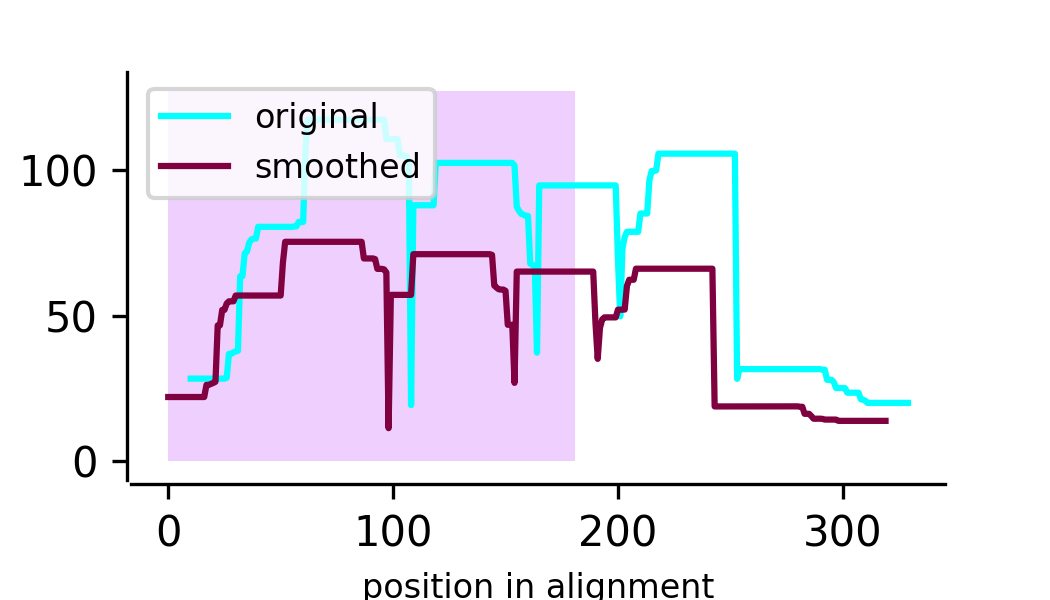 original
smoothed
100
50
0
0 100 200 300
position in alignment